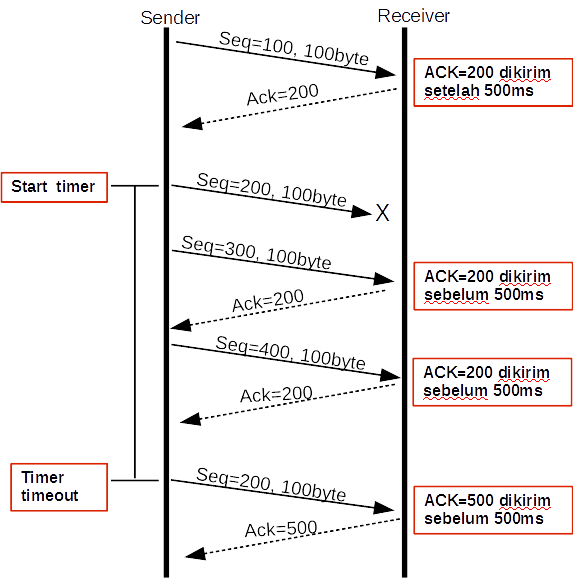 Sender
Receiver
Seq=100, 100byte
ACK=200 dikirim
setelah 500ms
Ack=200
Start timer
Seq=200, 100byte
X
Seq=300, 100byte
ACK=200 dikirim
sebelum 500ms
Ack=200
Seq=400, 100byte
ACK=200 dikirim
sebelum 500ms
Ack=200
Timer
timeout
Seq=200, 100byte
ACK=500 dikirim
sebelum 500ms
Ack=500